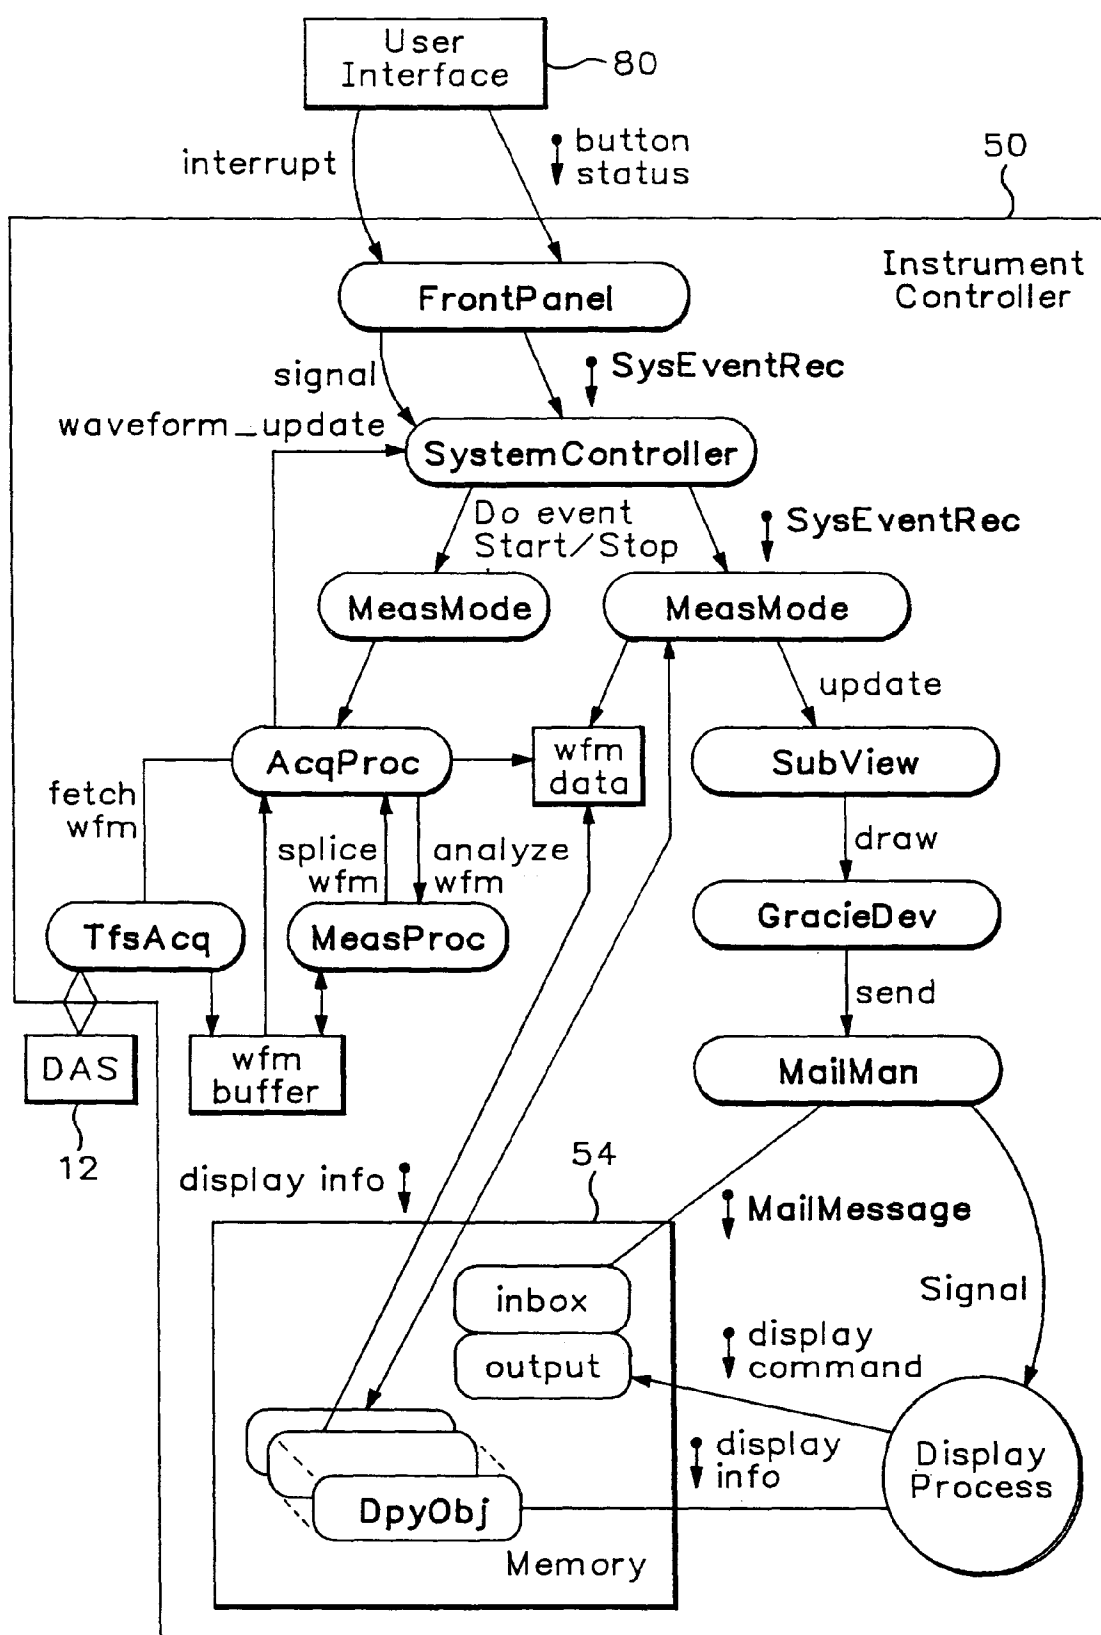 User
Interface
80
interrupt
button
status
50
Instrument
Controller
FrontPanel
signal
SysEventRec
waveform_update
SystemController
Do event
Start/Stop
SysEventRec
MeasMode
MeasMode
update
AcqProc
wfm
data
SubView
fetch
wfm
splice
wfm
analyze
wfm
draw
TfsAcq
MeasProc
GracieDev
send
DAS
wfm
buffer
MailMan
12
display info
54
MailMessage
inbox
Signal
output
display
command
display
info
Display
Process
DpyObj
Memory